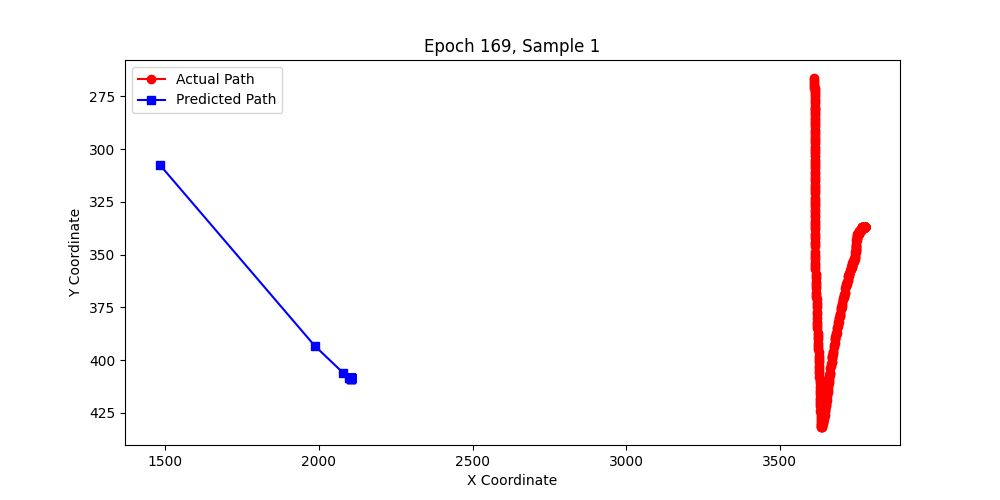 Epoch 169, Sample 1
Actual Path
Predicted Path
Y Coordinate
275
300
325
350
375
400
425
1500
2000
2500
3000
3500
X Coordinate